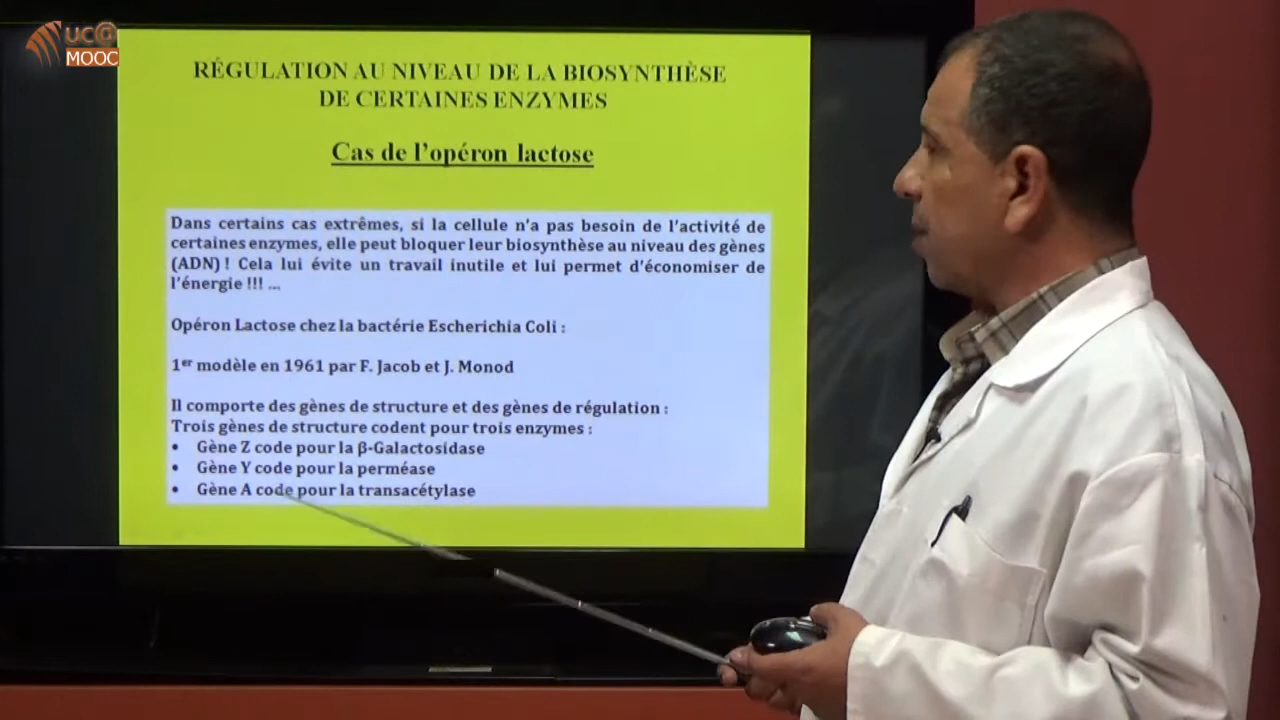 UC@
MOOC
RÉGULATION AU NIVEAU DE LA BIOSYNTHÈSE
DE CERTAINES ENZYMES
Cas de l'opéron lactose
Dans certains cas extrêmes, si la cellule n'a pas besoin de l'activité de
certaines enzymes, elle peut bloquer leur biosynthèse au niveau des gènes
(ADN) ! Cela lui évite un travail inutile et lui permet d'économiser de
l'énergie !!! ...
Opéron Lactose chez la bactérie Escherichia Coli :
1er modèle en 1961 par F. Jacob et J. Monod
Il comporte des gènes de structure et des gènes de régulation :
Trois gènes de structure codent pour trois enzymes :
• Gène Z code pour la β-Galactosidase
• Gène Y code pour la perméase
• Gène A code pour la transacétylase